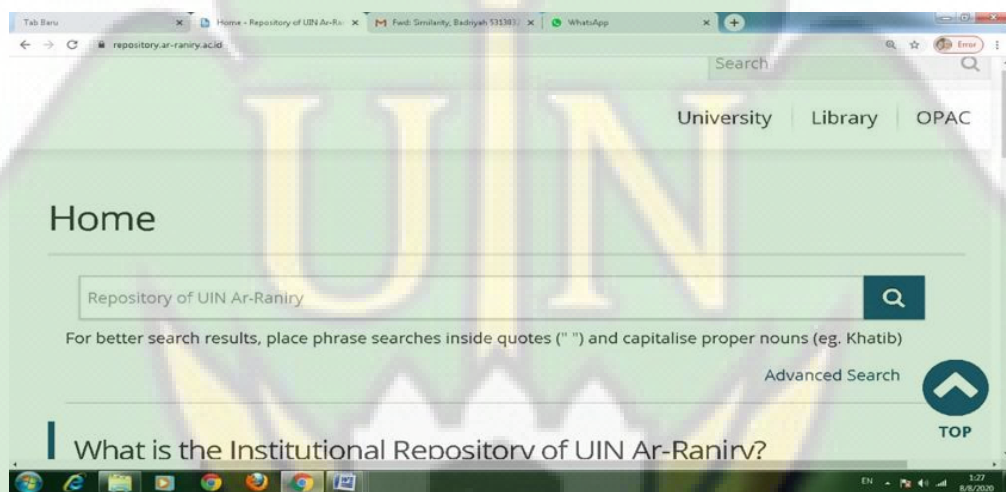 Tab Baru
Home - Repository of UIN Ar-Ra
Fwd: Similarity, Badriyah 531303
WhatsApp
repository.ar-raniry.ac.id
Error
Search
University
Library
OPAC
UIN
Home
Repository of UIN Ar-Raniry
For better search results, place phrase searches inside quotes (" ") and capitalise proper nouns (eg. Khatib)
Advanced Search
TOP
What is the Institutional Repository of UIN Ar-Raniry?
EN
1:27
8/8/2020